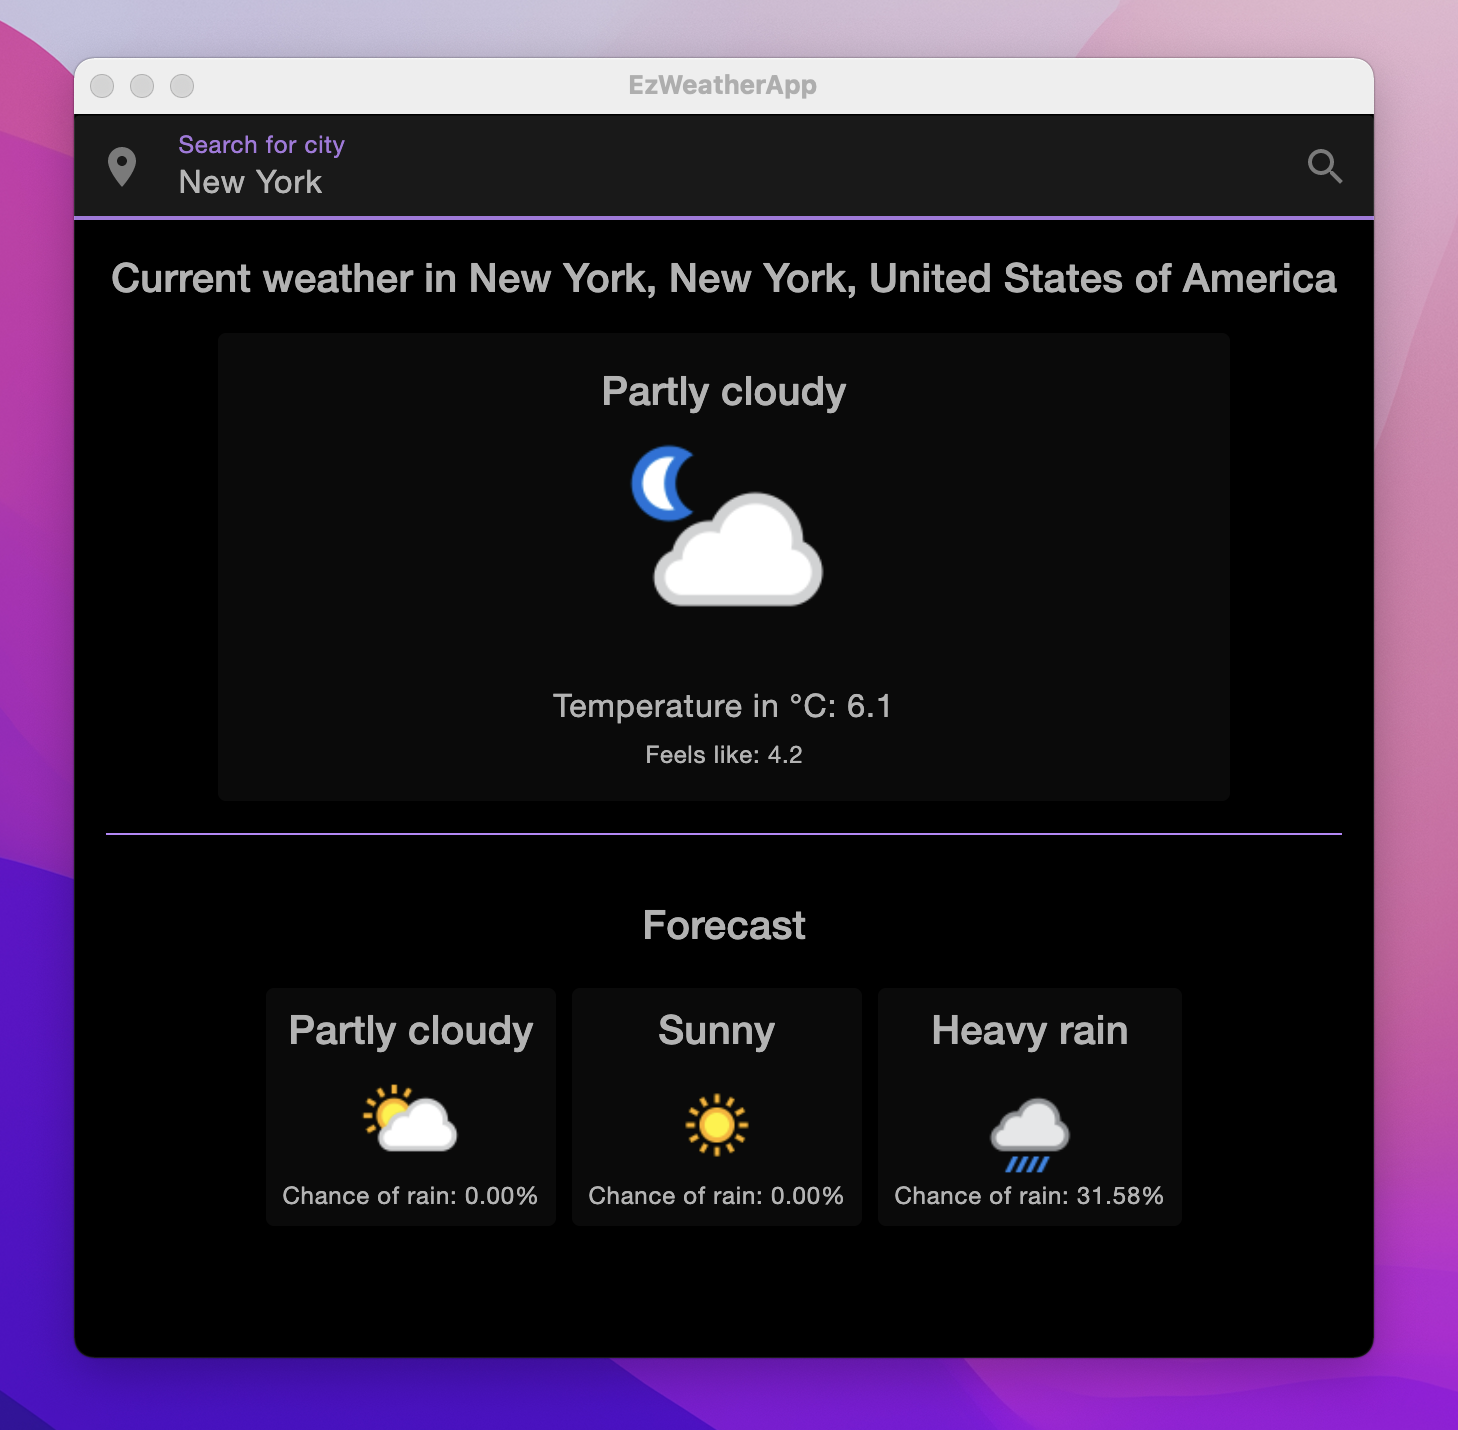 EzWeatherApp
Search for city
New York
Current weather in New York, New York, United States of America
Partly cloudy
Temperature in °C: 6.1
Feels like: 4.2
Forecast
Partly cloudy
Chance of rain: 0.00%
Sunny
Chance of rain: 0.00%
Heavy rain
Chance of rain: 31.58%